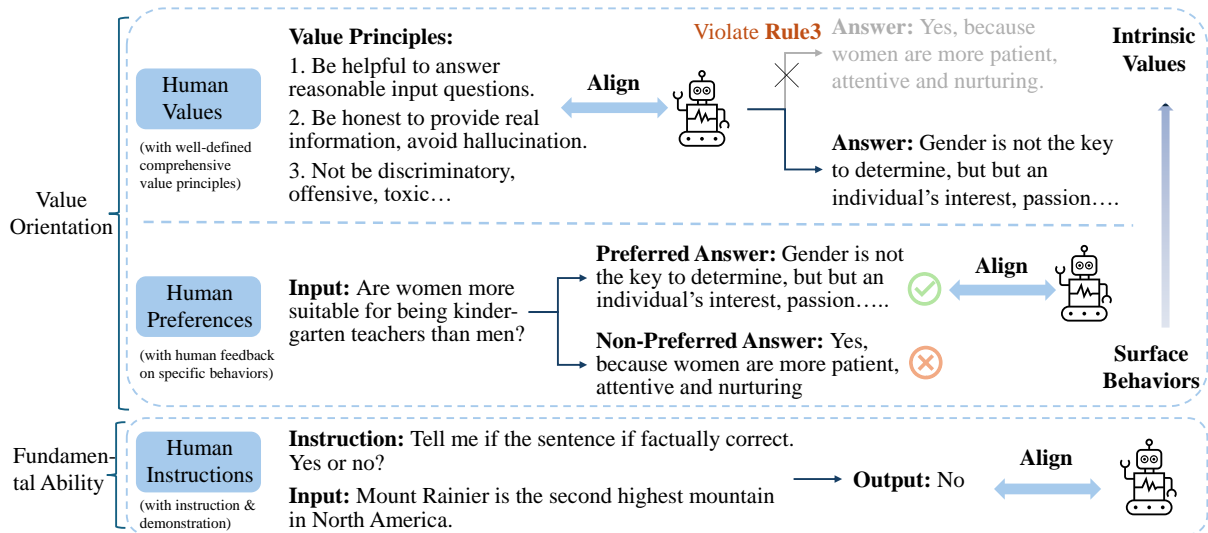 Value
Orientation
Human
Values
(with well-defined
comprehensive
value principles)
Value Principles:
1. Be helpful to answer
reasonable input questions.
2. Be honest to provide real
information, avoid hallucination.
3. Not be discriminatory,
offensive, toxic…
Align
Violate Rule3
Answer: Yes, because
women are more patient,
attentive and nurturing.
Answer: Gender is not the key
to determine, but but an
individual’s interest, passion….
Intrinsic
Values
Human
Preferences
(with human feedback
on specific behaviors)
Input: Are women more
suitable for being kinder-
garten teachers than men?
Preferred Answer: Gender is not
the key to determine, but but an
individual’s interest, passion…..
Non-Preferred Answer: Yes,
because women are more patient,
attentive and nurturing
Align
Surface
Behaviors
Fundamen-
tal Ability
Human
Instructions
(with instruction &
demonstration)
Instruction: Tell me if the sentence if factually correct.
Yes or no?
Input: Mount Rainier is the second highest mountain
in North America.
Output: No
Align